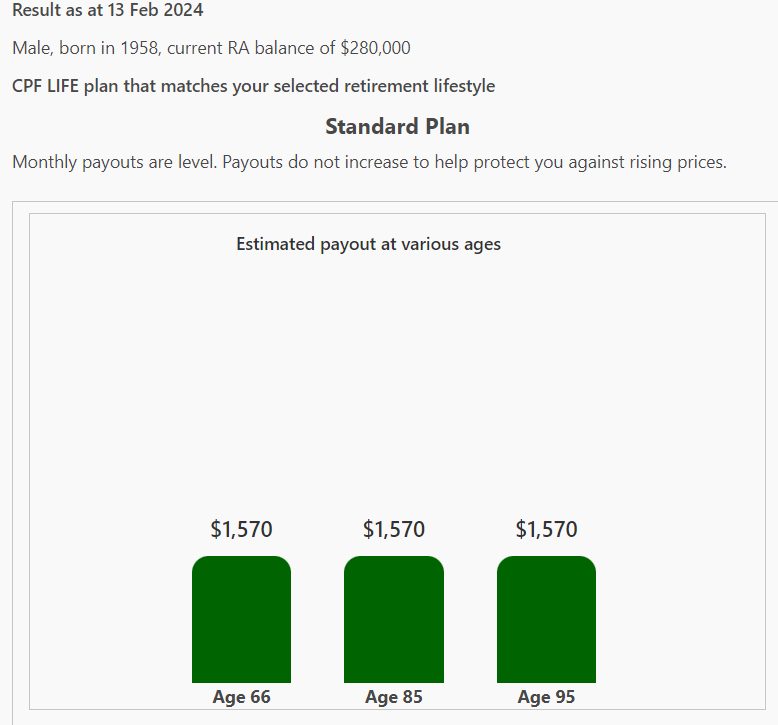 Result as at 13 Feb 2024
Male, born in 1958, current RA balance of $280,000
CPF LIFE plan that matches your selected retirement lifestyle
Standard Plan
Monthly payouts are level. Payouts do not increase to help protect you against rising prices.
Estimated payout at various ages
$1,570 $1,570 $1,570
Age 66 Age 85 Age 95